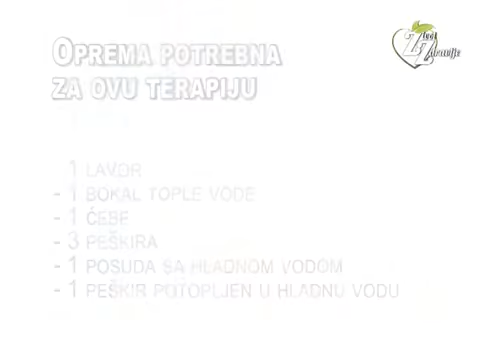 OPREMA POTREBNA
ZA OVU TERAPIJU
Zdravlje
1 LAVOR
- 1 BOKAL TOPLE VODE
- 1 ĆEBE
- 3 PEŠKIRA
- 1 POSUDA SA HLADNOM VODOM
- 1 PEŠKIR POTOPLJEN U HLADNU VODU